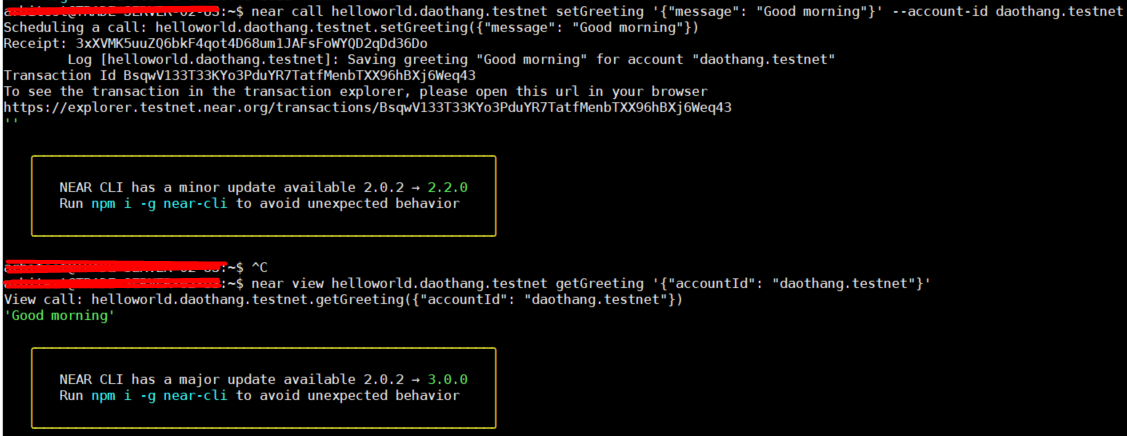 :~$ near call helloworld.daothang.testnet setGreeting '{"message": "Good morning"}' --account-id daothang.testnet
Scheduling a call: helloworld.daothang.testnet.setGreeting({"message": "Good morning"})
Receipt: 3xXVMK5uuZQ6bkF4qot4D68um1JAFsFoWYQD2qDd36Do
Log [helloworld.daothang.testnet]: Saving greeting "Good morning" for account "daothang.testnet"
Transaction Id BsqwV133T33KYo3PduYR7TatfMenbTXX96hBXj6Weq43
To see the transaction in the transaction explorer, please open this url in your browser
https://explorer.testnet.near.org/transactions/BsqwV133T33KYo3PduYR7TatfMenbTXX96hBXj6Weq43
''
NEAR CLI has a minor update available 2.0.2 → 2.2.0
Run npm i -g near-cli to avoid unexpected behavior
:~$ ^C
:~$ near view helloworld.daothang.testnet getGreeting '{"accountId": "daothang.testnet"}'
View call: helloworld.daothang.testnet.getGreeting({"accountId": "daothang.testnet"})
'Good morning'
NEAR CLI has a major update available 2.0.2 → 3.0.0
Run npm i -g near-cli to avoid unexpected behavior